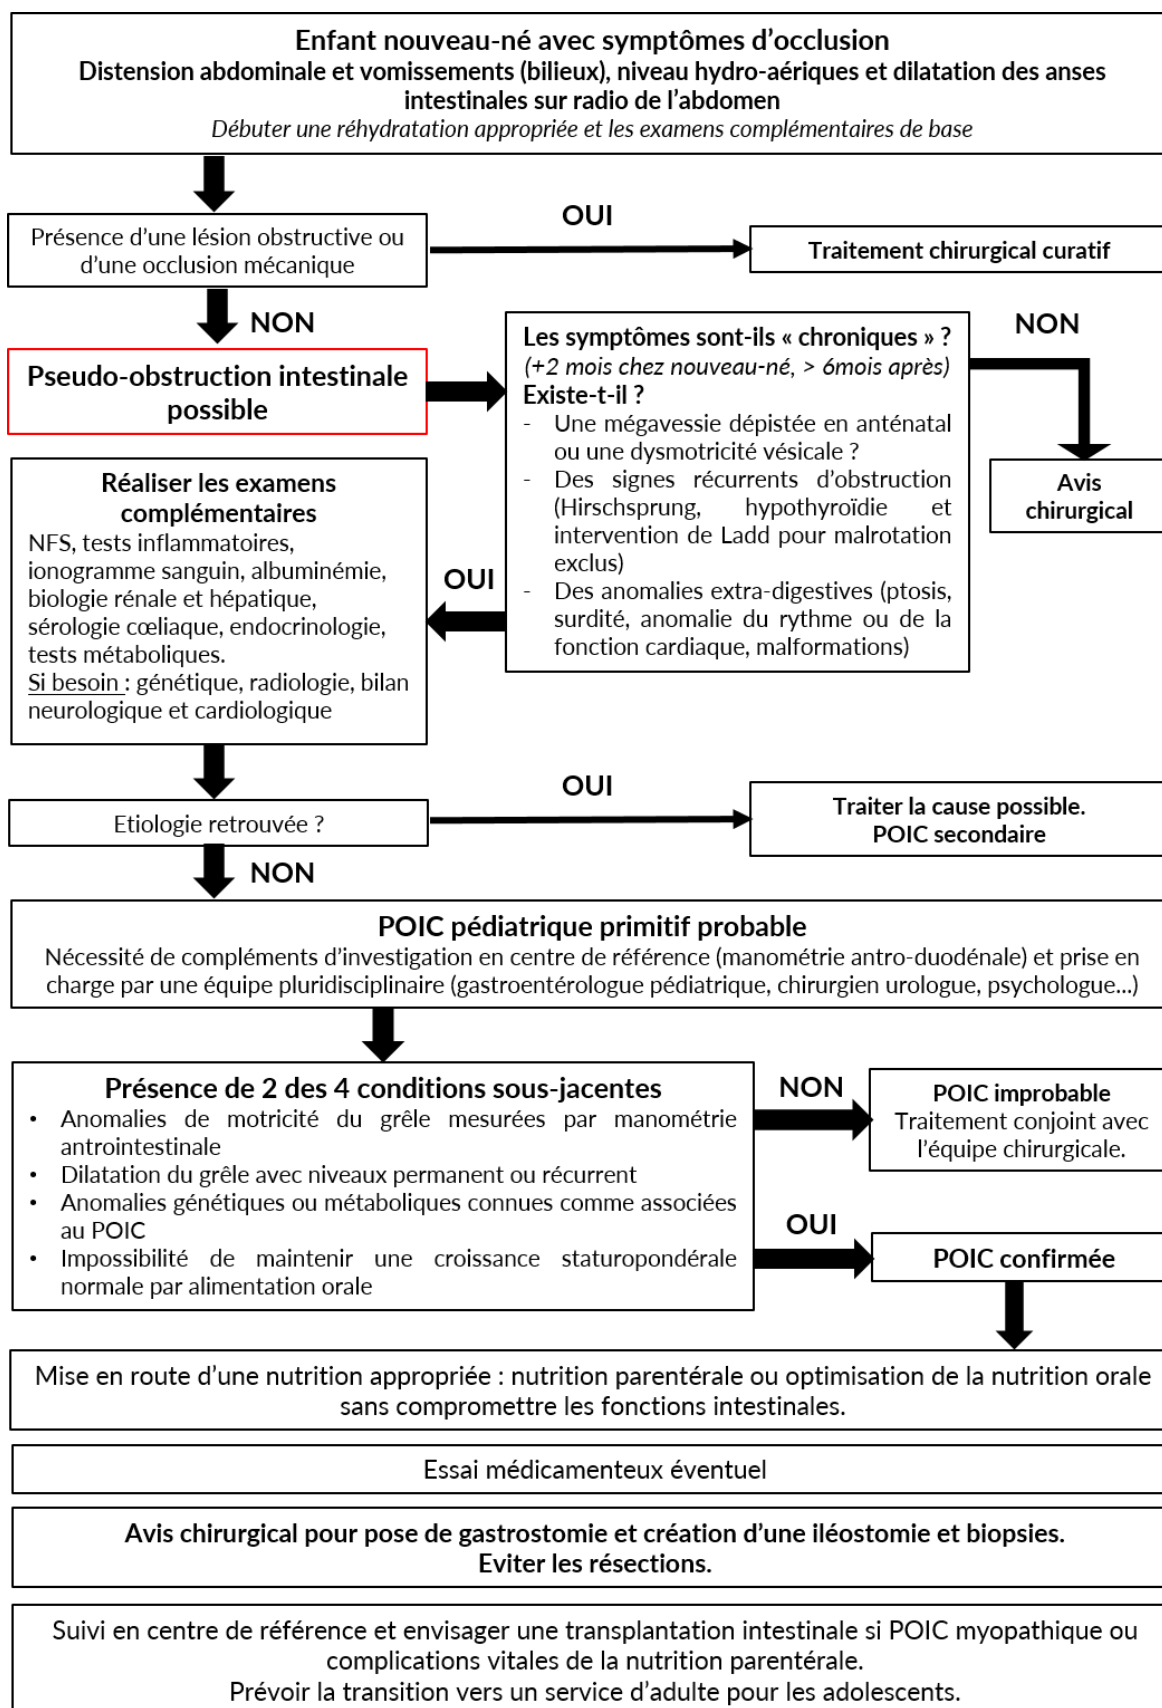 Enfant nouveau-né avec symptômes d’occlusion
Distension abdominale et vomissements (bilieux), niveau hydro-aériques et dilatation des anses
intestinales sur radio de l’abdomen
Débuter une réhydratation appropriée et les examens complémentaires de base
Présence d’une lésion obstructive ou
d’une occlusion mécanique
OUI
Traitement chirurgical curatif
NON
Pseudo-obstruction intestinale
possible
Les symptômes sont-ils « chroniques » ?
(+2 mois chez nouveau-né, > 6mois après)
Existe-t-il ?
- Une mégavessie dépistée en anténatal
ou une dysmotricité vésicale ?
- Des signes récurrents d’obstruction
(Hirschsprung, hypothyroïdie et
intervention de Ladd pour malrotation
exclus)
- Des anomalies extra-digestives (ptosis,
surdité, anomalie du rythme ou de la
fonction cardiaque, malformations)
NON
Avis
chirurgical
OUI
Réaliser les examens
complémentaires
NFS, tests inflammatoires,
ionogramme sanguin, albuminémie,
biologie rénale et hépatique,
sérologie cœliaque, endocrinologie,
tests métaboliques.
Si besoin : génétique, radiologie, bilan
neurologique et cardiologique
Etiologie retrouvée ?
OUI
Traiter la cause possible.
POIC secondaire
NON
POIC pédiatrique primitif probable
Nécessité de compléments d’investigation en centre de référence (manométrie antro-duodénale) et prise en
charge par une équipe pluridisciplinaire (gastroentérologue pédiatrique, chirurgien urologue, psychologue...)
Présence de 2 des 4 conditions sous-jacentes
• Anomalies de motricité du grêle mesurées par manométrie
antrointestinale
• Dilatation du grêle avec niveaux permanent ou récurrent
• Anomalies génétiques ou métaboliques connues comme associées
au POIC
• Impossibilité de maintenir une croissance staturopondérale
normale par alimentation orale
NON
POIC improbable
Traitement conjoint avec
l’équipe chirurgicale.
OUI
POIC confirmée
Mise en route d’une nutrition appropriée : nutrition parentérale ou optimisation de la nutrition orale
sans compromettre les fonctions intestinales.
Essai médicamenteux éventuel
Avis chirurgical pour pose de gastrostomie et création d’une iléostomie et biopsies.
Eviter les résections.
Suivi en centre de référence et envisager une transplantation intestinale si POIC myopathique ou
complications vitales de la nutrition parentérale.
Prévoir la transition vers un service d’adulte pour les adolescents.